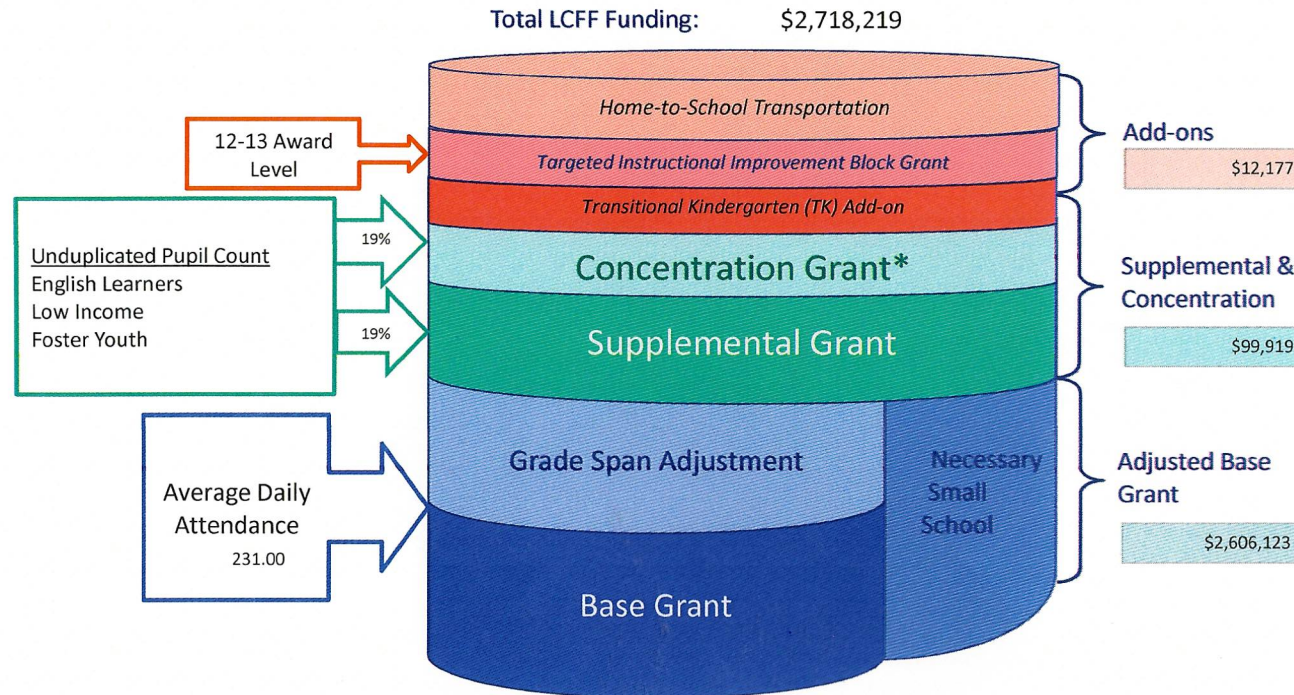 Total LCFF Funding: $2,718,219
Home-to-School Transportation
12-13 Award
Level
Targeted Instructional Improvement Block Grant
Add-ons
$12,177
Transitional Kindergarten (TK) Add-on
Unduplicated Pupil Count
English Learners
Low Income
Foster Youth
19%
19%
Concentration Grant*
Supplemental Grant
Supplemental &
Concentration
$99,919
Average Daily
Attendance
231.00
Grade Span Adjustment
Necessary
Small
School
Base Grant
Adjusted Base
Grant
$2,606,123